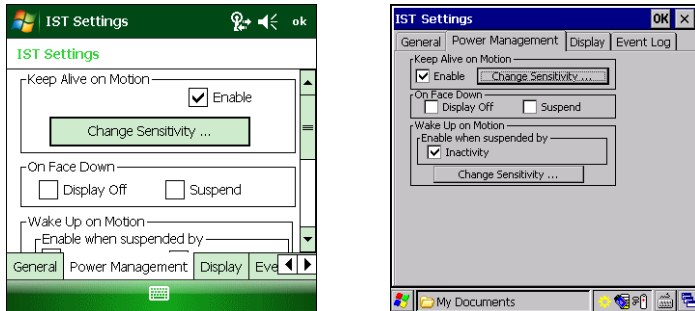 IST Settings ok
IST Settings
Keep Alive on Motion
Enable
Change Sensitivity ...
On Face Down
Display Off Suspend
Wake Up on Motion
Enable when suspended by
General Power Management Display Eve
IST Settings OK ×
General Power Management Display Event Log
Keep Alive on Motion
Enable Change Sensitivity ...
On Face Down
Display Off Suspend
Wake Up on Motion
Enable when suspended by
Inactivity
Change Sensitivity ...
My Documents